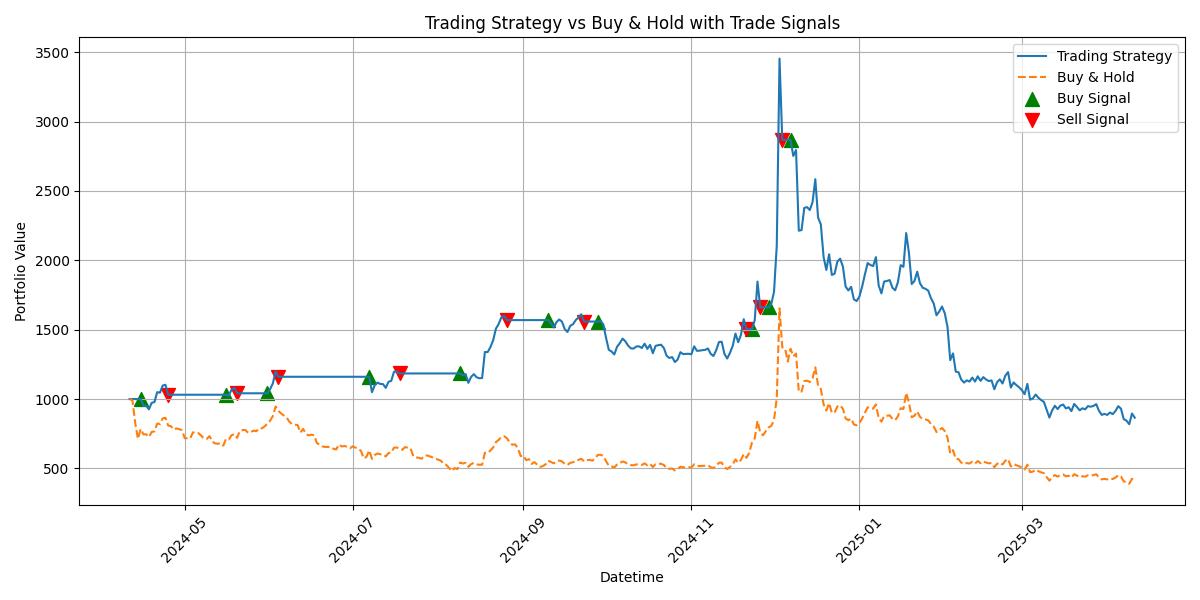 Trading Strategy vs Buy & Hold with Trade Signals
3500
3000
2500
2000
1500
1000
500
Portfolio Value
Trading Strategy
Buy & Hold
Buy Signal
Sell Signal
2024-05
2024-07
2024-09
2024-11
2025-01
2025-03
Datetime